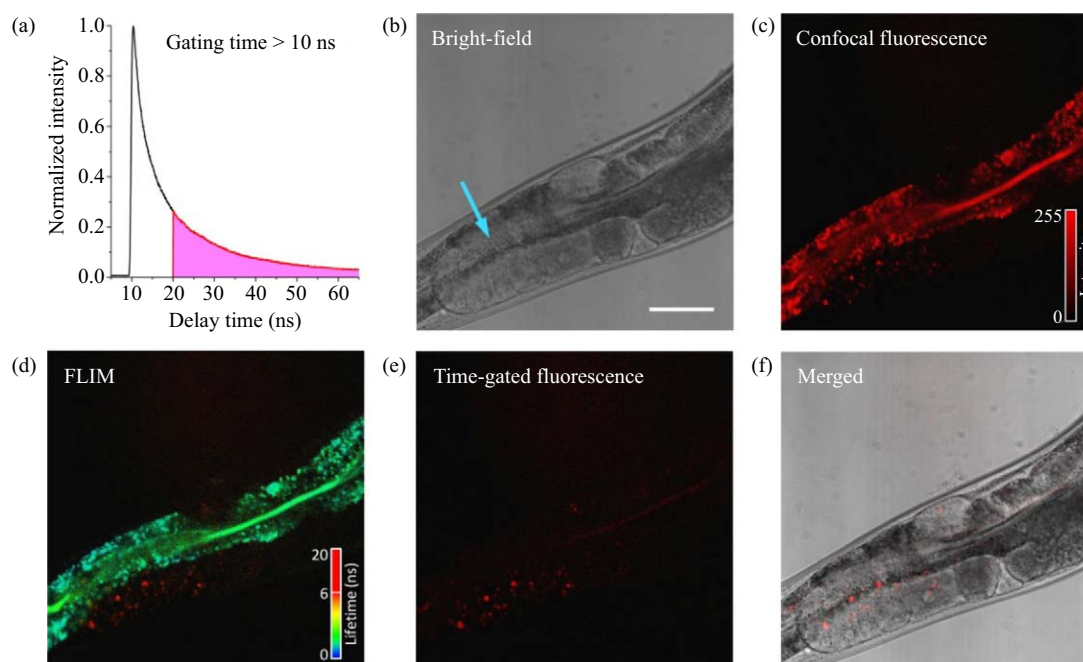 (a)
Gating time > 10 ns
Normalized intensity
1.0
0.8
0.6
0.4
0.2
0.0
10 20 30 40 50 60
Delay time (ns)
(b)
Bright-field
(c)
Confocal fluorescence
255
0
(d)
FLIM
20
6
0
Lifetime (ns)
(e)
Time-gated fluorescence
(f)
Merged